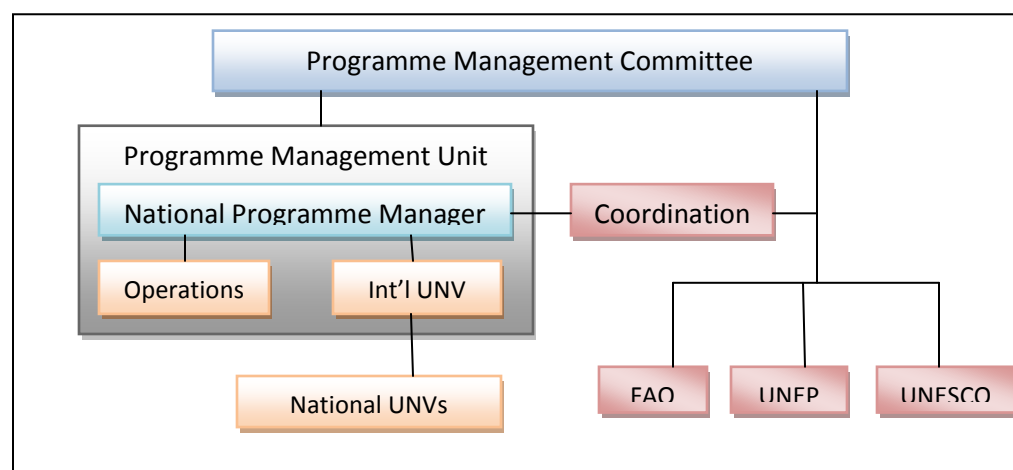 Programme Management Committee
Programme Management Unit
National Programme Manager
Coordination
Operations
Int’l UNV
National UNVs
FAO
UNEP
UNESCO